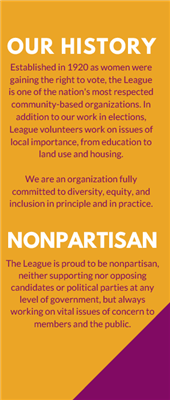 OUR HISTORY
Established in 1920 as women were
gaining the right to vote, the League
is one of the nation's most respected
community-based organizations. In
addition to our work in elections,
League volunteers work on issues of
local importance, from education to
land use and housing.
We are an organization fully
committed to diversity, equity, and
inclusion in principle and in practice.
NONPARTISAN
The League is proud to be nonpartisan,
neither supporting nor opposing
candidates or political parties at any
level of government, but always
working on vital issues of concern to
members and the public.